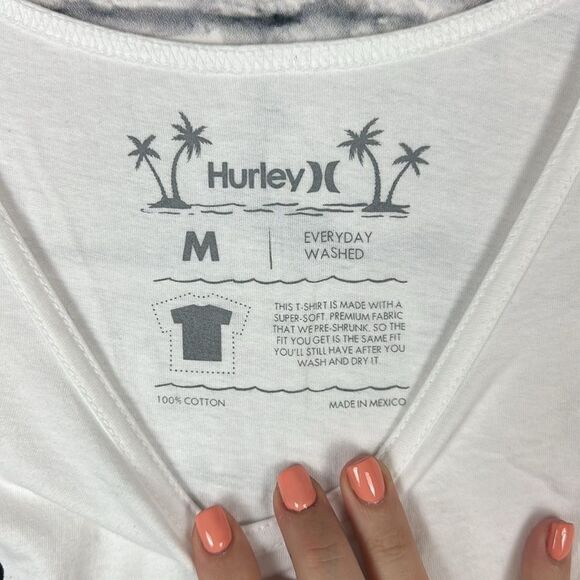 Hurley
M
EVERYDAY
WASHED
THIS T-SHIRT IS MADE WITH A
SUPER-SOFT, PREMIUM FABRIC
THAT WE PRE-SHRUNK. SO THE
FIT YOU GET IS THE SAME FIT
YOU'LL STILL HAVE AFTER YOU
WASH AND DRY IT.
100% COTTON
MADE IN MEXICO